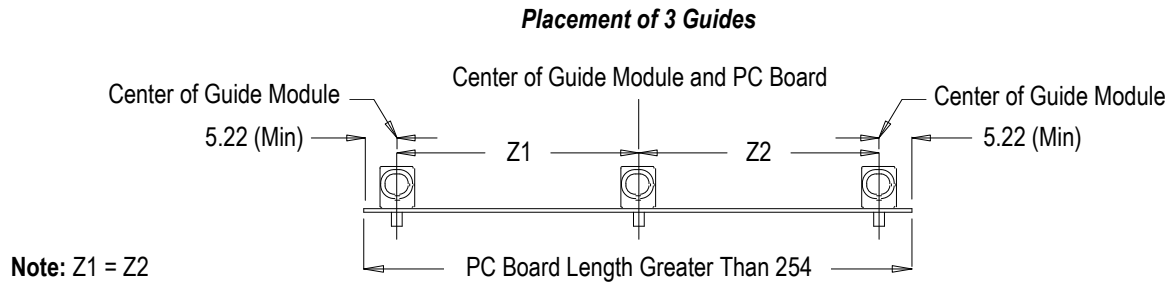 Placement of 3 Guides
Center of Guide Module and PC Board
Center of Guide Module
Center of Guide Module
5.22 (Min)
Z1
Z2
5.22 (Min)
Note: Z1 = Z2
PC Board Length Greater Than 254